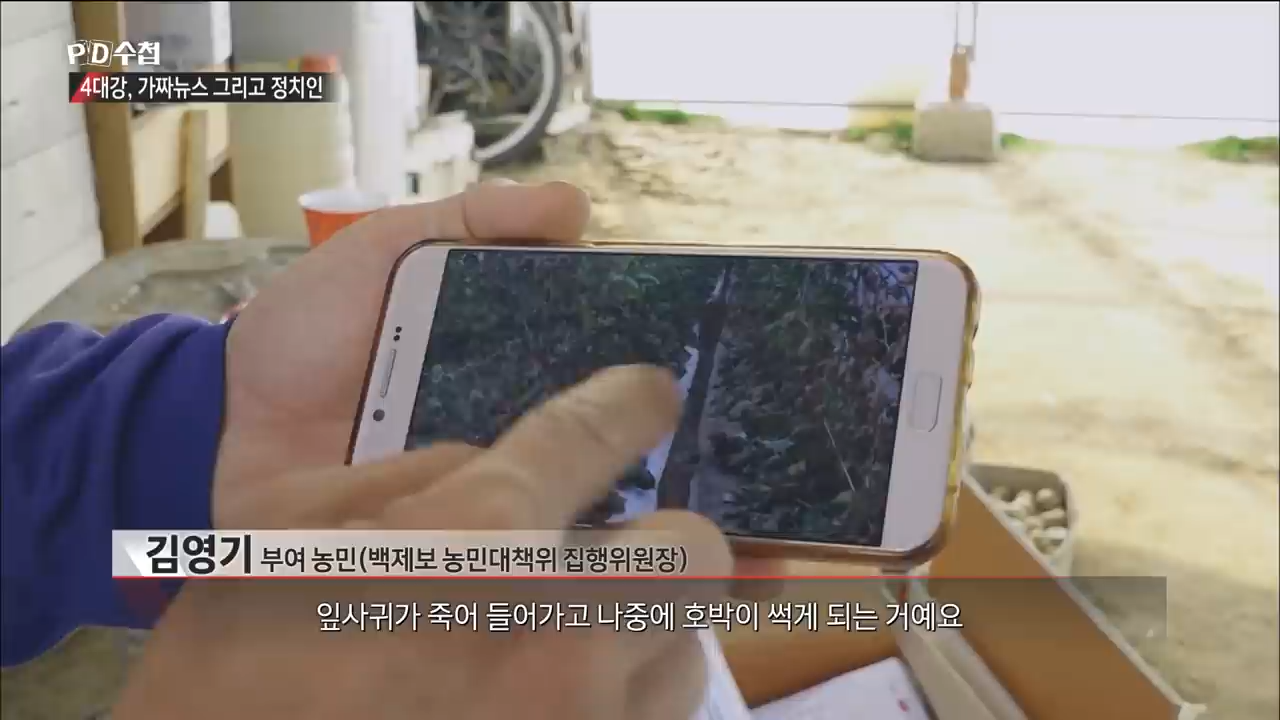 PD수첩
4대강, 가짜뉴스 그리고 정치인
김영기 부여 농민(백제보 농민대책위 집행위원장)
잎사귀가 죽어 들어가고 나중에 호박이 썩게 되는 거예요